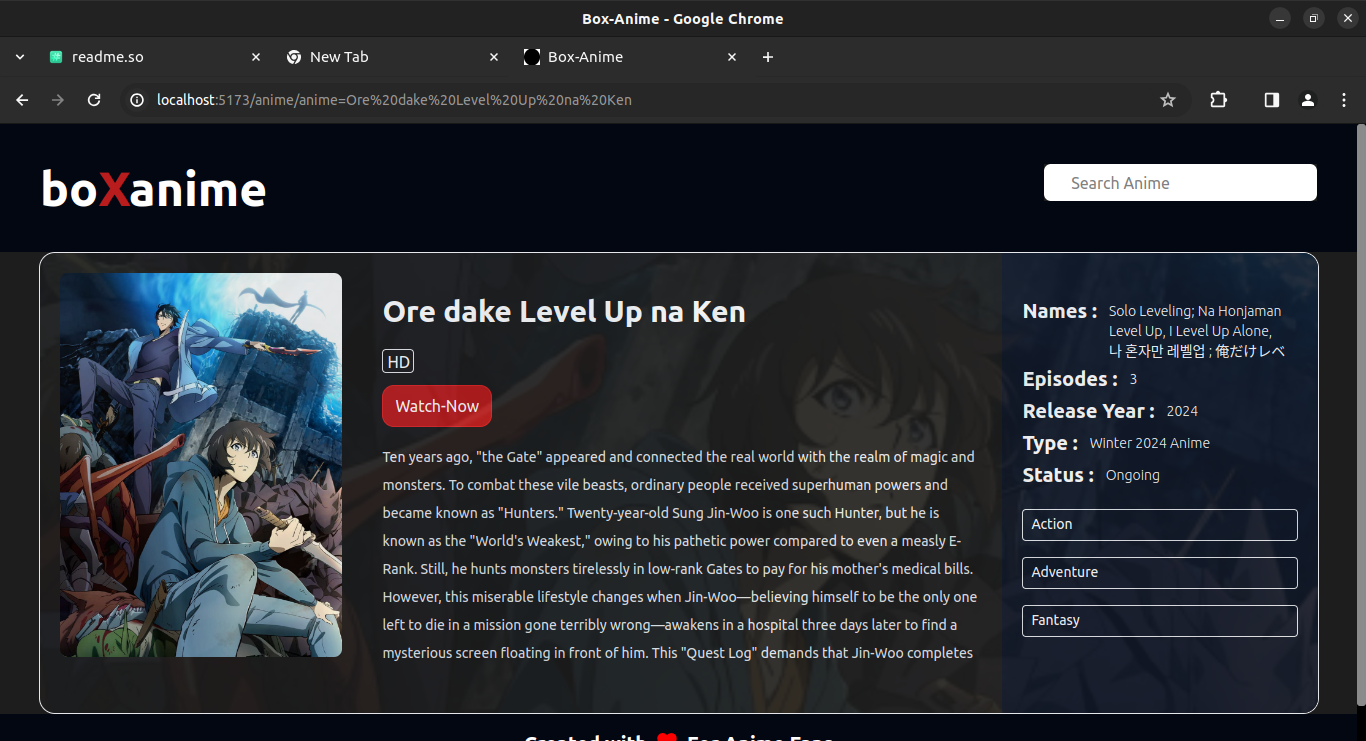 Box-Anime - Google Chrome
readme.so
New Tab
Box-Anime
localhost:5173/anime/anime=Ore%20dake%20Level%20Up%20na%20Ken
boXanime
Search Anime
Ore dake Level Up na Ken
HD
Watch-Now
Ten years ago, "the Gate" appeared and connected the real world with the realm of magic and
monsters. To combat these vile beasts, ordinary people received superhuman powers and
became known as "Hunters." Twenty-year-old Sung Jin-Woo is one such Hunter, but he is
known as the "World's Weakest," owing to his pathetic power compared to even a measly E-
Rank. Still, he hunts monsters tirelessly in low-rank Gates to pay for his mother's medical bills.
However, this miserable lifestyle changes when Jin-Woo—believing himself to be the only one
left to die in a mission gone terribly wrong—awakens in a hospital three days later to find a
mysterious screen floating in front of him. This "Quest Log" demands that Jin-Woo completes
Names : Solo Leveling; Na Honjaman
Level Up, I Level Up Alone,
나 혼자만 레벨업 ; 俺だけレベ
Episodes : 3
Release Year : 2024
Type : Winter 2024 Anime
Status : Ongoing
Action
Adventure
Fantasy
Created with ❤ For Anime Fans